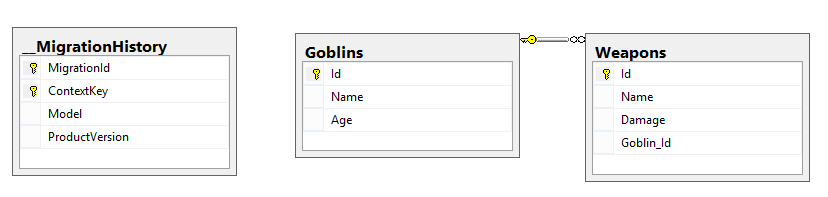 __MigrationHistory
MigrationId
ContextKey
Model
ProductVersion
Goblins
Id
Name
Age
Weapons
Id
Name
Damage
Goblin_Id